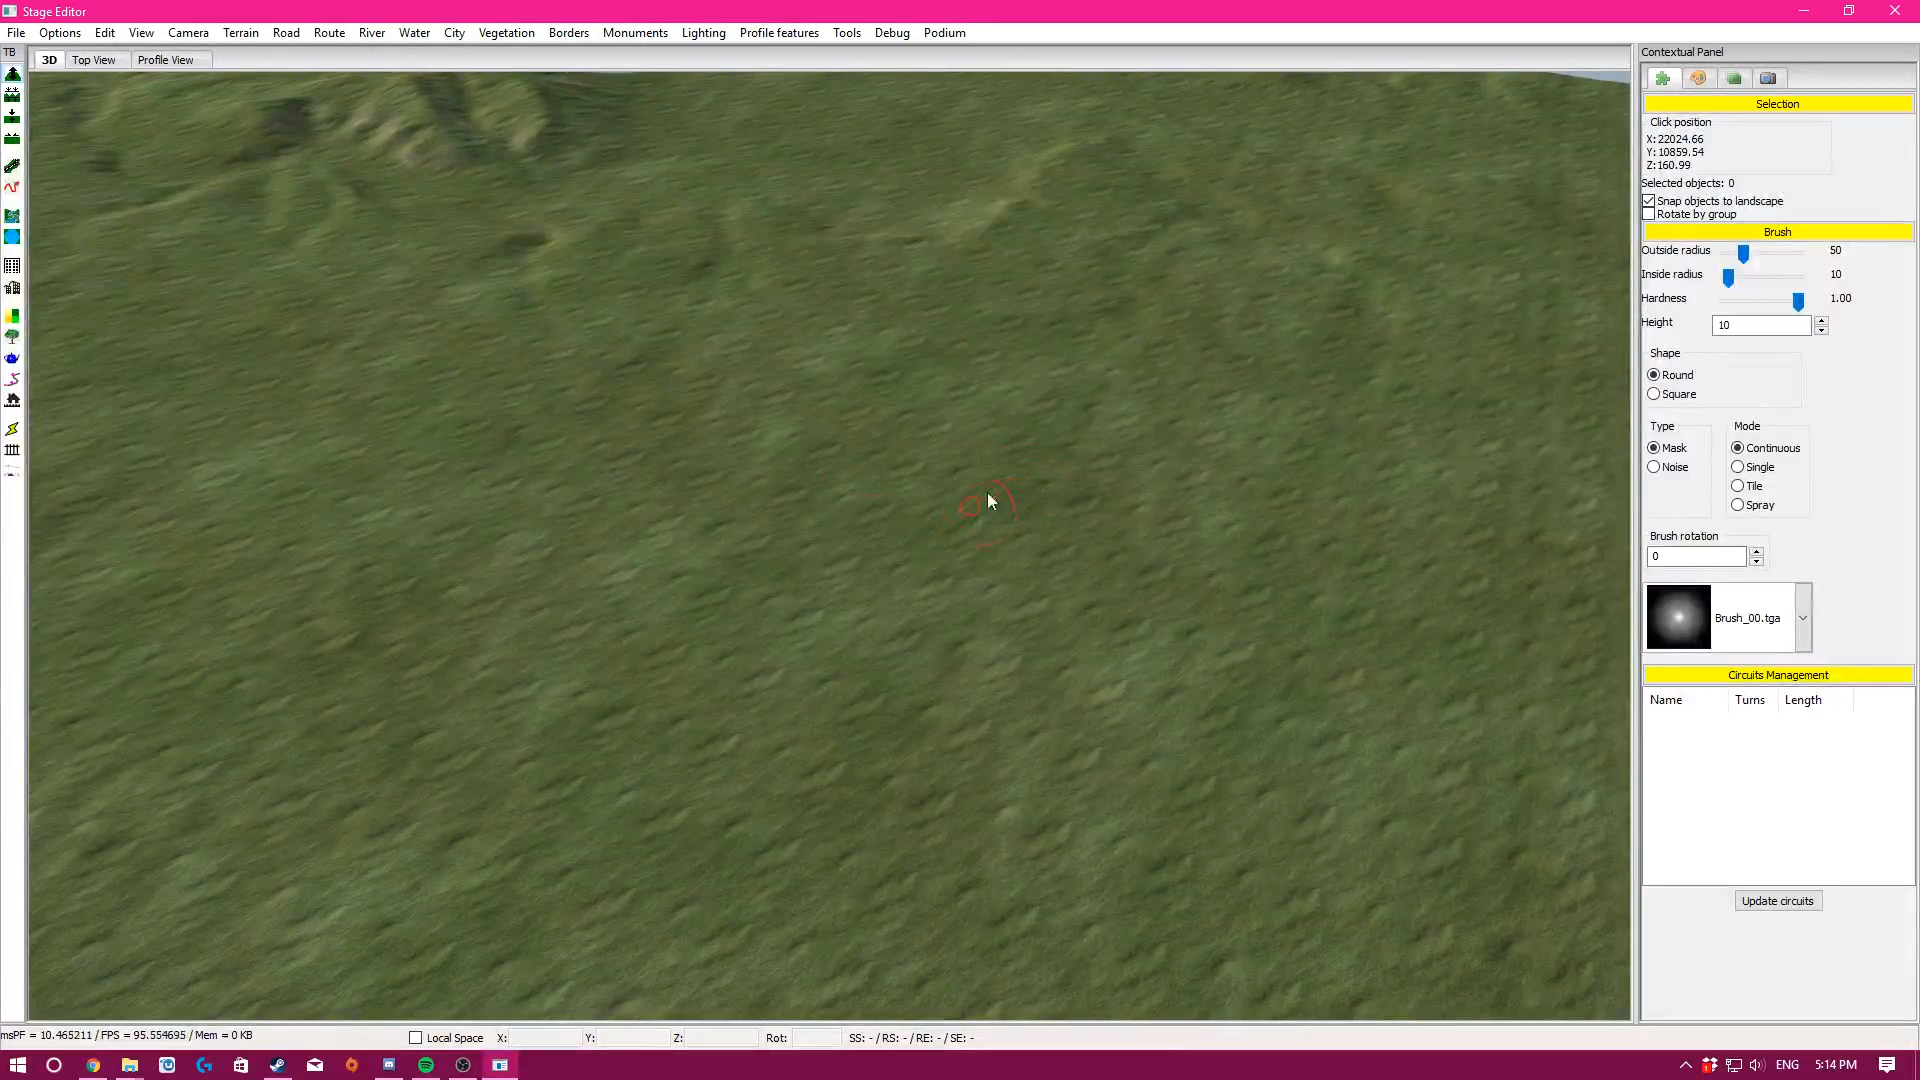 Stage Editor
File Options Edit View Camera Terrain Road Route River Water City Vegetation Borders Monuments Lighting Profile features Tools Debug Podium
TB
3D Top View Profile View
Contextual Panel
Selection
Click position
X:22024.66
Y:10859.54
Z:160.99
Selected objects: 0
Snap objects to landscape
Rotate by group
Brush
Outside radius 50
Inside radius 10
Hardness 1.00
Height 10
Shape
Round
Square
Type Mode
Mask Continuous
Noise Single
Tile
Spray
Brush rotation
0
Brush_00.tga
Circuits Management
Name Turns Length
Update circuits
msPF = 10.465211 / FPS = 95.554695 / Mem = 0 KB Local Space X: Y: Z: Rot: SS: - / RS: - / RE: - / SE: -
ENG 5:14 PM